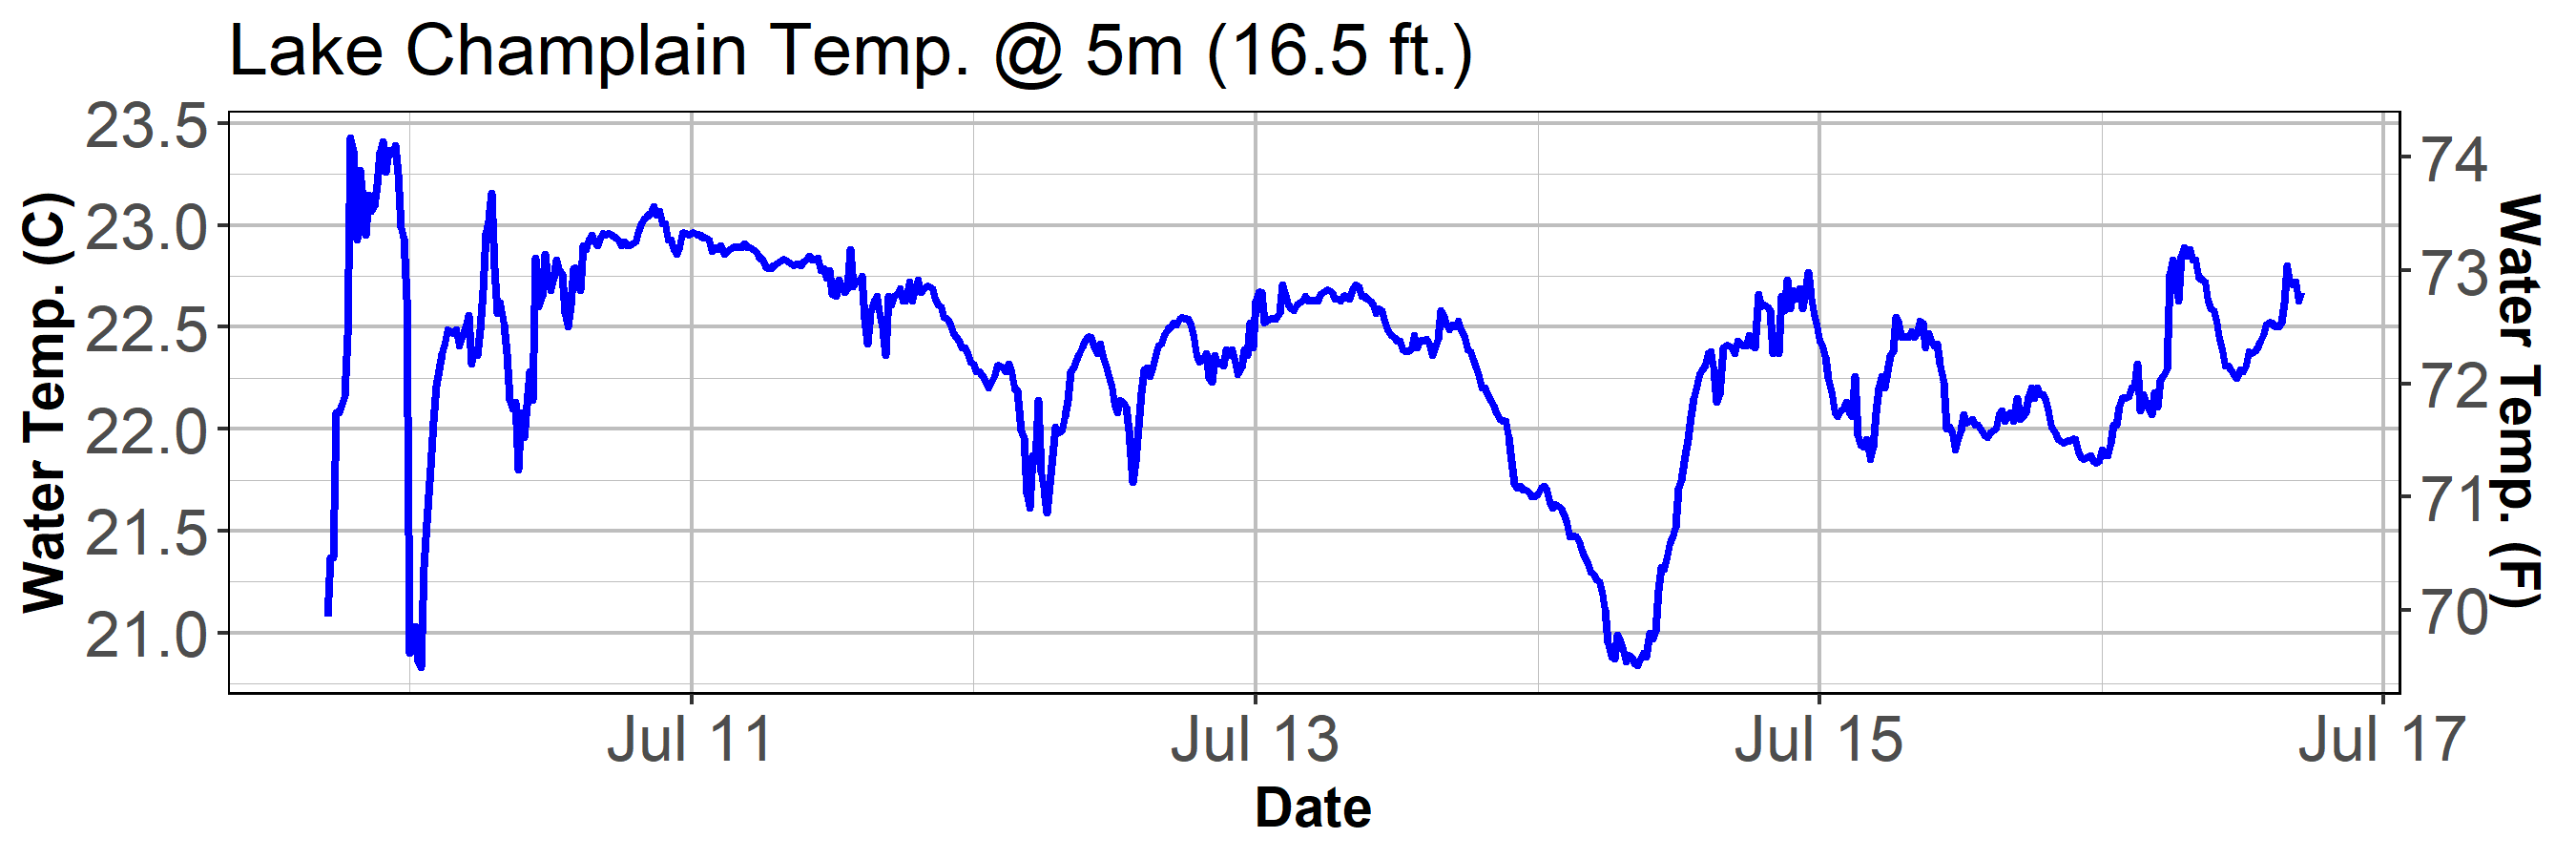 Lake Champlain Temp. @ 5m (16.5 ft.)
Water Temp. (C)
23.5
23.0
22.5
22.0
21.5
21.0
74
73
72
71
70
Water Temp. (F)
Jul 11
Jul 13
Jul 15
Jul 17
Date